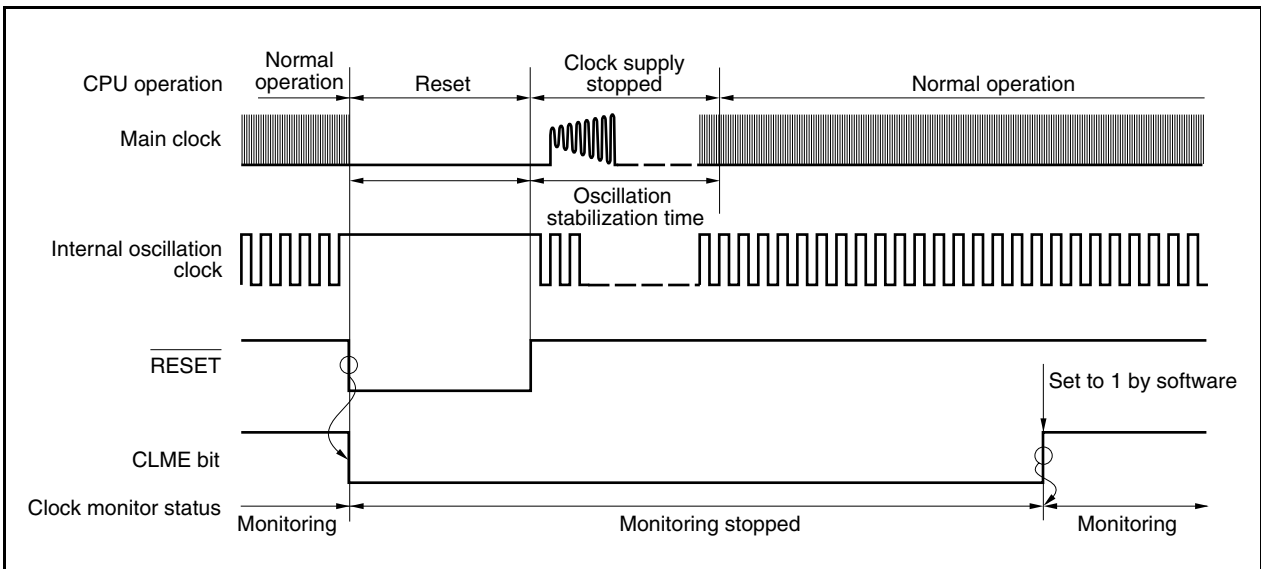 Normal
operation
Clock supply
stopped
CPU operation
Reset
Normal operation
Main clock
Oscillation
stabilization time
Internal oscillation
clock
RESET
Set to 1 by software
CLME bit
Clock monitor status
Monitoring
Monitoring stopped
Monitoring